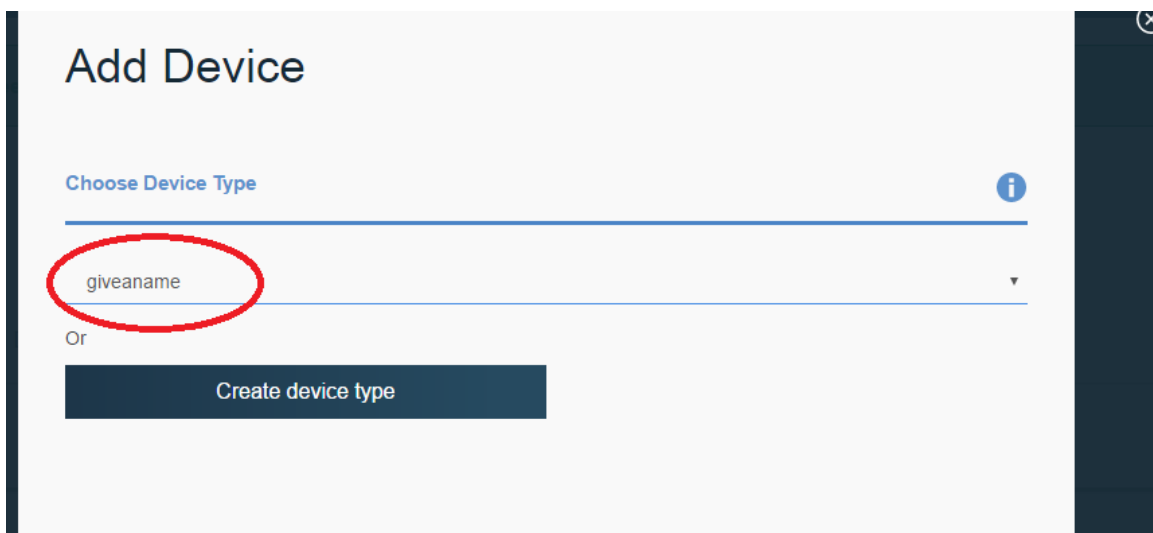 Add Device
Choose Device Type
giveaname
Or
Create device type